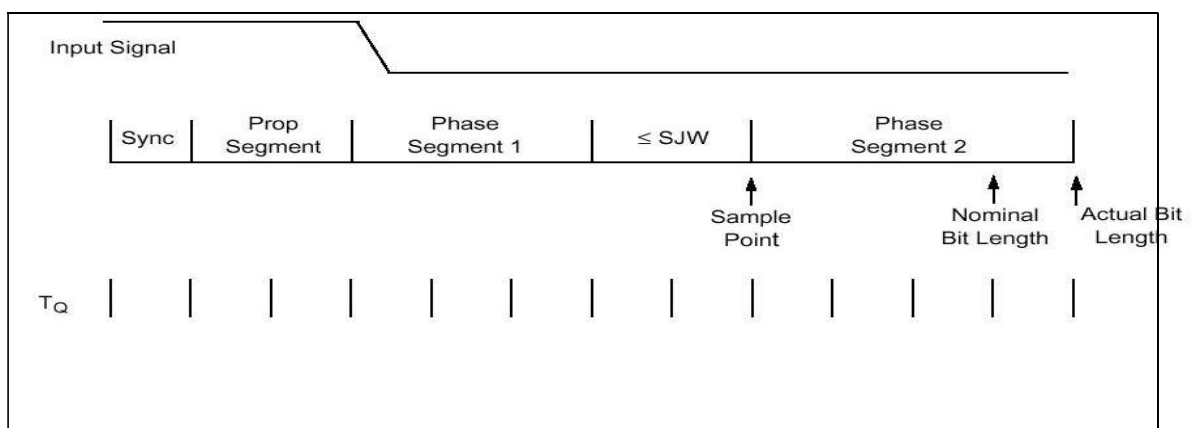 Input Signal
Sync
Prop
Segment
Phase
Segment 1
≤ SJW
Phase
Segment 2
Sample
Point
Nominal
Bit Length
Actual Bit
Length
TQ